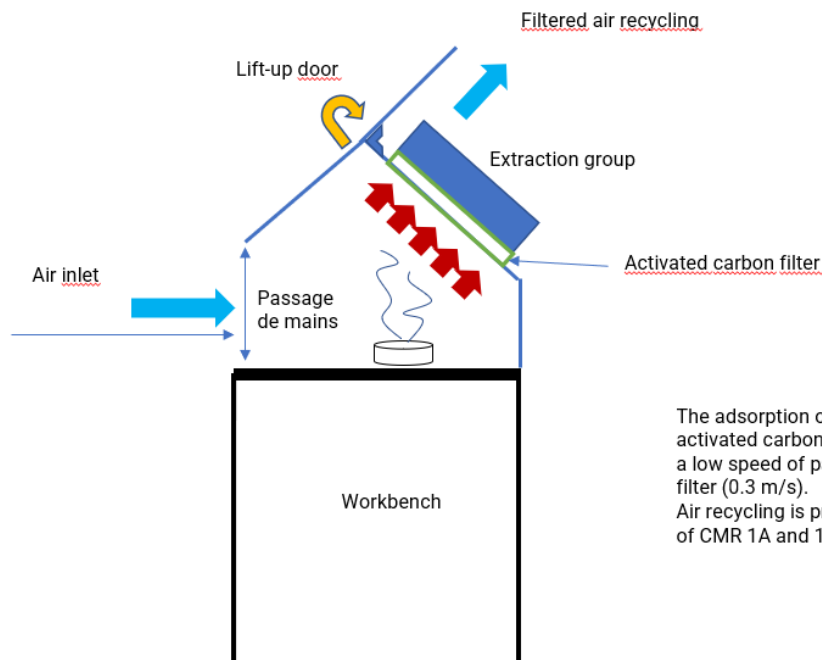 Filtered air recycling
Lift-up door
Extraction group
Activated carbon filter
Air inlet
Passage
de mains
The adsorption
activated carbon
a low speed of
filter (0.3 m/s).
Air recycling is
of CMR 1A and
Workbench